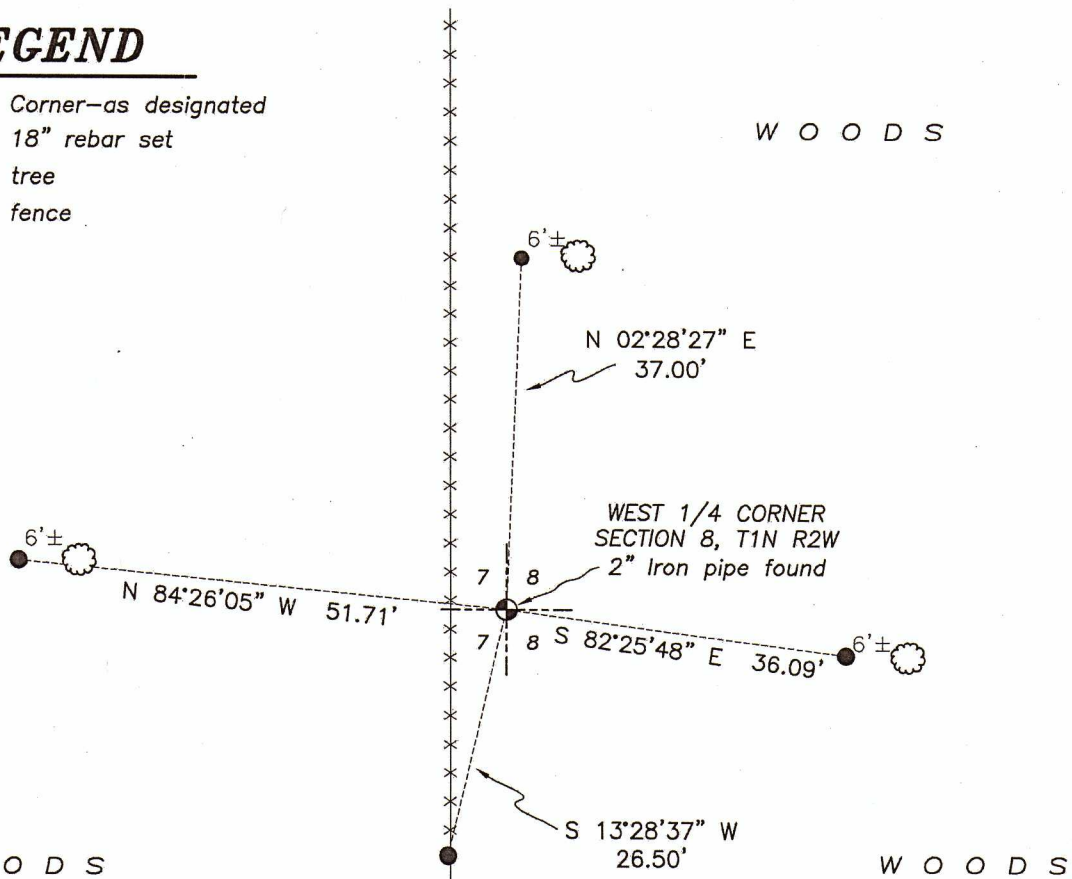 EGEND
Corner-as designated
18" rebar set
tree
fence
W O O D S
6'±
N 02°28'27" E
37.00'
WEST 1/4 CORNER
SECTION 8, T1N R2W
2" Iron pipe found
6'±
7 8
N 84°26'05" W 51.71'
7 8
S 82°25'48" E 36.09'
6'±
S 13°28'37" W
26.50'
O D S
W O O D S